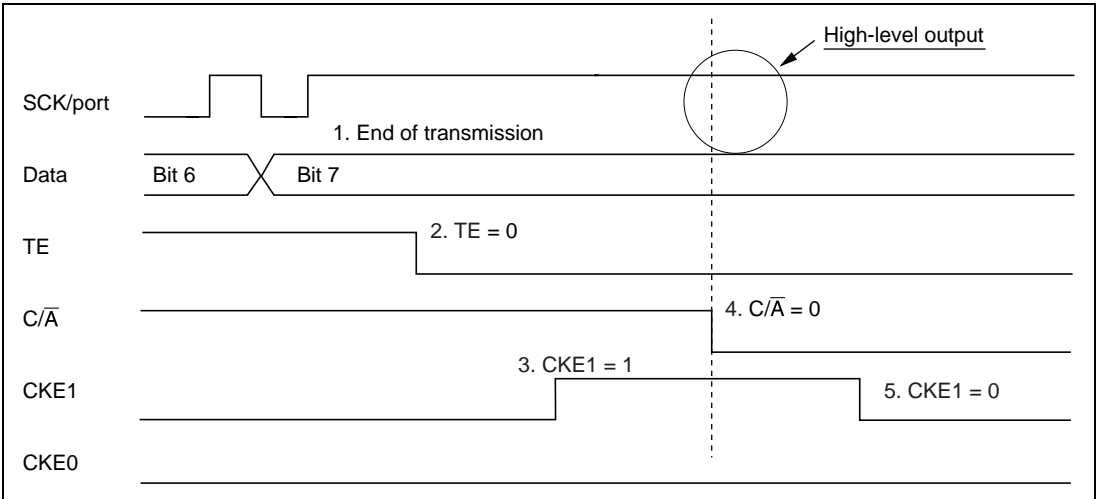 High-level output
SCK/port
1. End of transmission
Data
Bit 6
Bit 7
TE
2. TE = 0
C/A̅
4. C/A̅ = 0
3. CKE1 = 1
CKE1
5. CKE1 = 0
CKE0